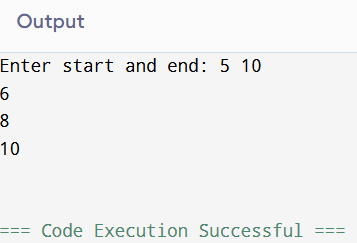 Output
Enter start and end: 5 10
6
8
10
=== Code Execution Successful ===